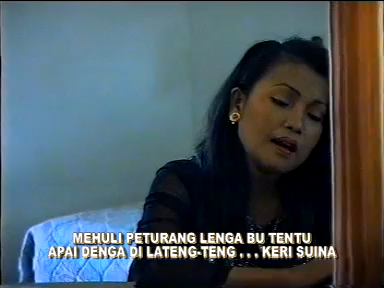 MEHULI PETURANG LENGA BU TENTU
APAI DENGA DI LATENG-TENG . . . KERI SUINA